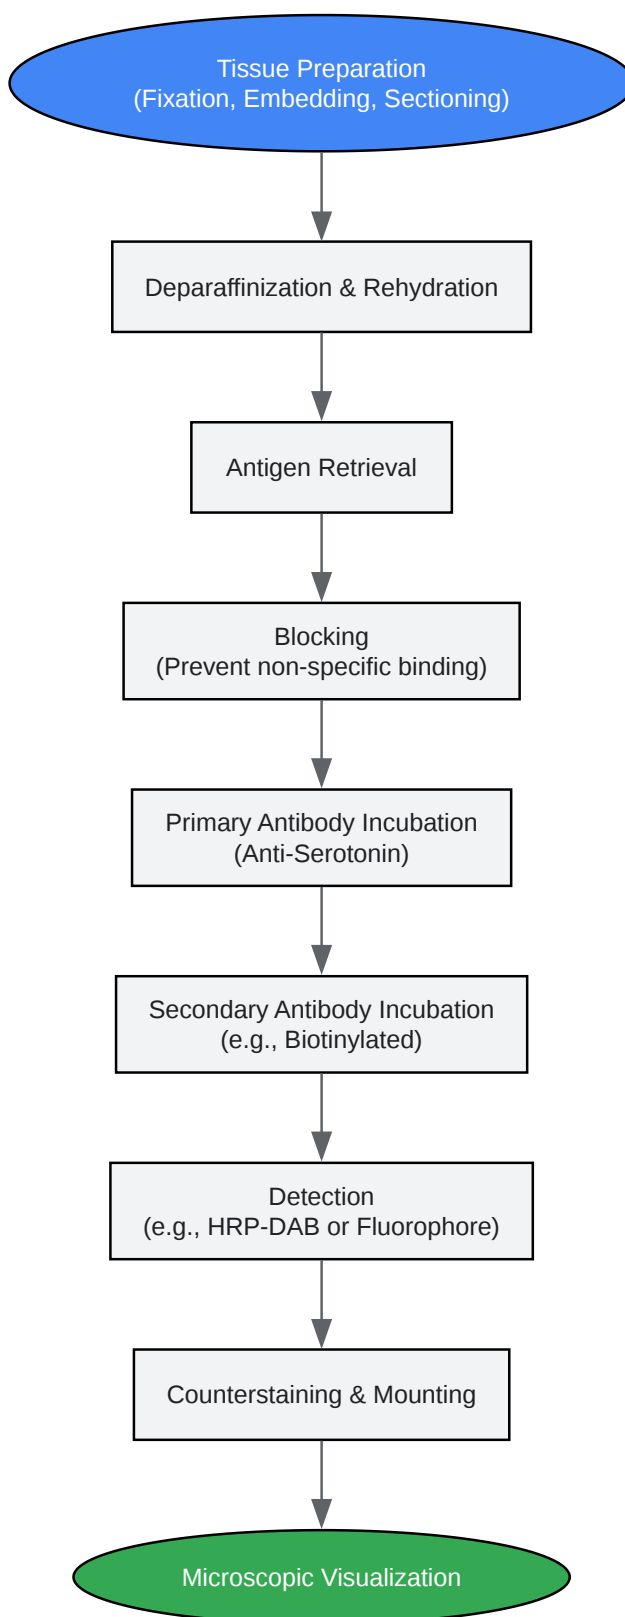 Tissue Preparation
(Fixation, Embedding, Sectioning)
Deparaffinization & Rehydration
Antigen Retrieval
Blocking
(Prevent non-specific binding)
Primary Antibody Incubation
(Anti-Serotonin)
Secondary Antibody Incubation
(e.g., Biotinylated)
Detection
(e.g., HRP-DAB or Fluorophore)
Counterstaining & Mounting
Microscopic Visualization